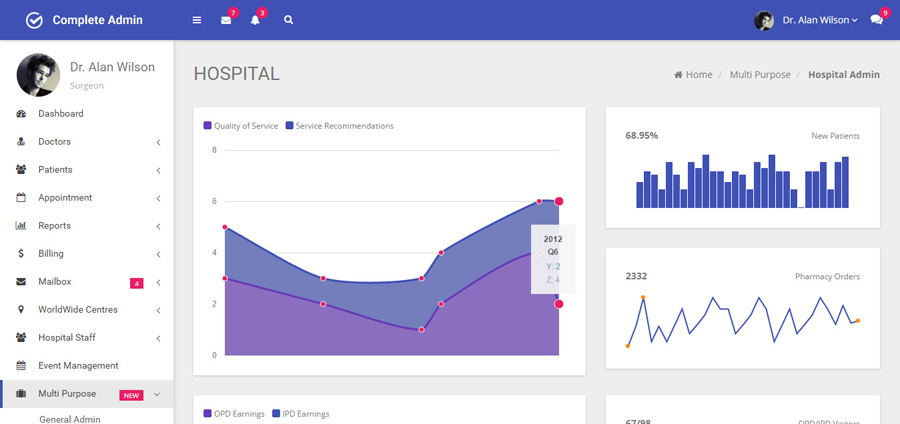 Complete Admin
7
3
Dr. Alan Wilson
9
Dr. Alan Wilson
Surgeon
Dashboard
Doctors
Patients
Appointment
Reports
Billing
Mailbox 4
WorldWide Centres
Hospital Staff
Event Management
Multi Purpose NEW
General Admin
HOSPITAL
Home / Multi Purpose / Hospital Admin
Quality of Service Service Recommendations
8
6
4
2
0
2012
Q6
Y: 2
Z: 4
68.95% New Patients
2332 Pharmacy Orders
OPD Earnings IPD Earnings
67/98 OPD/IPD Visitors